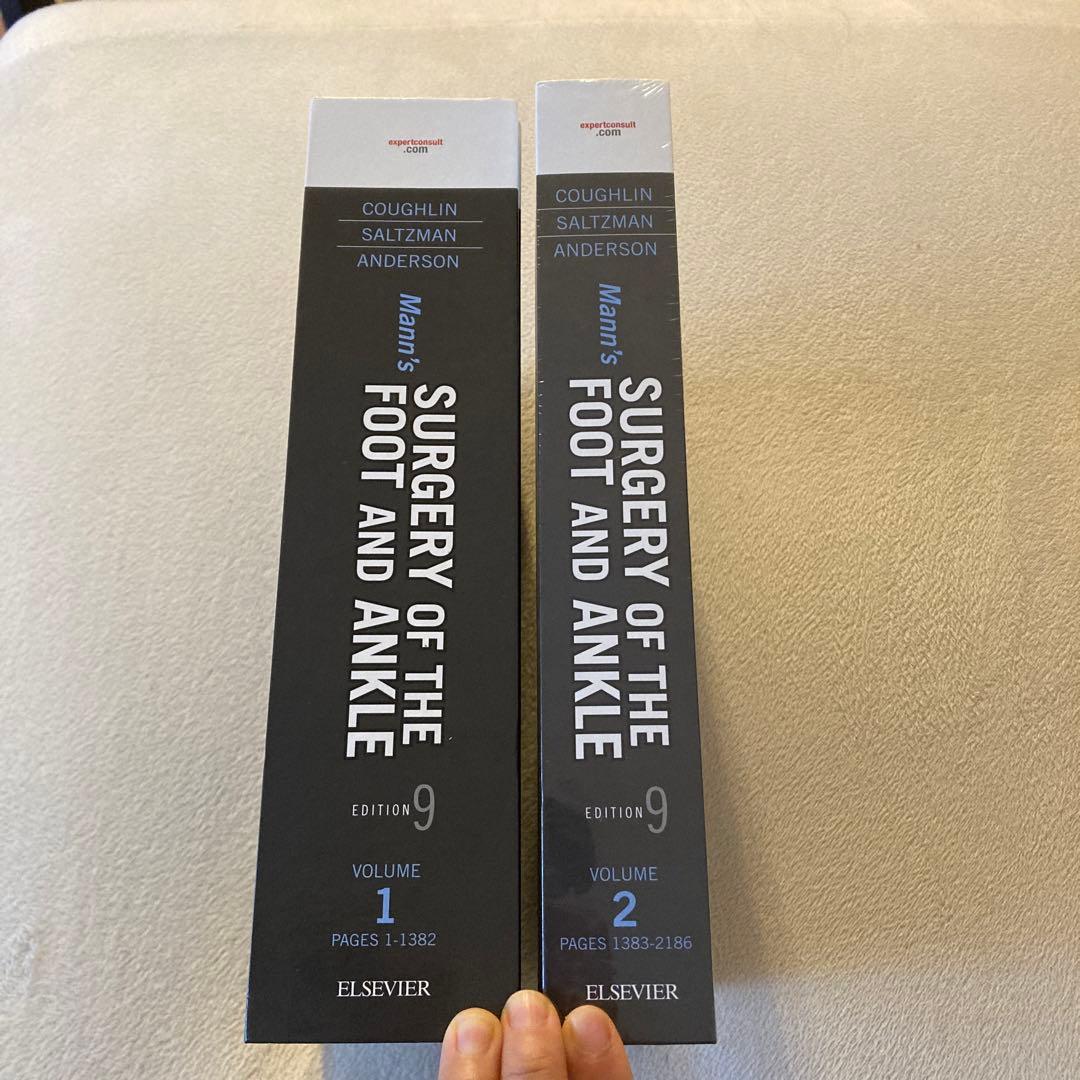 expertconsult
.com
COUGHLIN
SALTZMAN
ANDERSON
Mann's
SURGERY OF THE
FOOT AND ANKLE
EDITION 9
VOLUME
1
PAGES 1-1382
ELSEVIER
expertconsult
.com
COUGHLIN
SALTZMAN
ANDERSON
Mann's
SURGERY OF THE
FOOT AND ANKLE
EDITION 9
VOLUME
2
PAGES 1383-2186
ELSEVIER